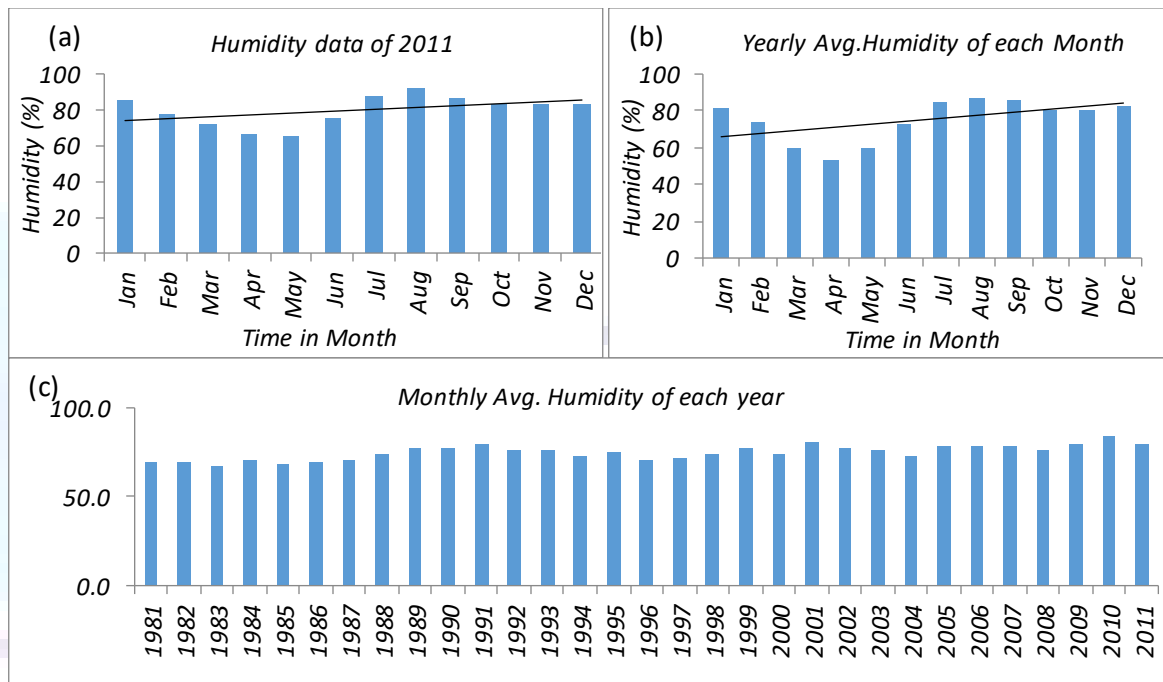 (a)
Humidity data of 2011
Humidity (%)
100
80
60
40
20
0
Jan Feb Mar Apr May Jun Jul Aug Sep Oct Nov Dec
Time in Month
(b)
Yearly Avg.Humidity of each Month
Humidity (%)
100
80
60
40
20
0
Jan Feb Mar Apr May Jun Jul Aug Sep Oct Nov Dec
Time in Month
(c)
Monthly Avg. Humidity of each year
100.0
50.0
0.0
1981 1982 1983 1984 1985 1986 1987 1988 1989 1990 1991 1992 1993 1994 1995 1996 1997 1998 1999 2000 2001 2002 2003 2004 2005 2006 2007 2008 2009 2010 2011